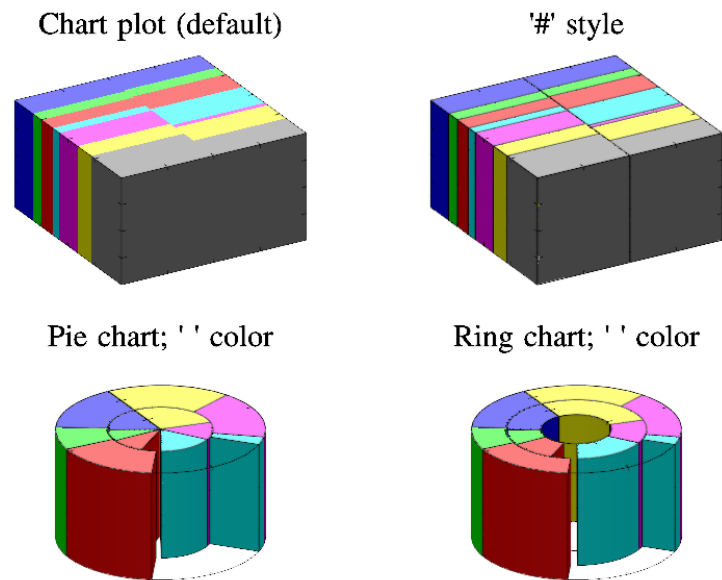 Chart plot (default)
'#' style
Pie chart; ' ' color
Ring chart; ' ' color